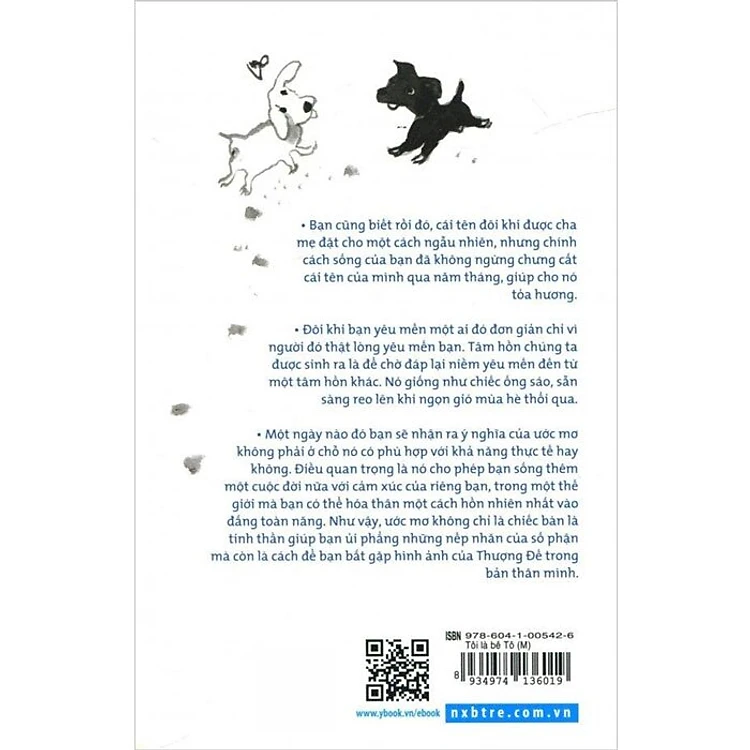 • Bạn cũng biết rồi đó, cái tên đôi khi được cha
mẹ đặt cho một cách ngẫu nhiên, nhưng chính
cách sống của bạn đã không ngừng chưng cất
cái tên của mình qua năm tháng, giúp cho nó
tỏa hương.
• Đôi khi bạn yêu mến một ai đó đơn giản chỉ vì
người đó thật lòng yêu mến bạn. Tâm hồn chúng ta
được sinh ra là để chờ đáp lại niềm yêu mến đến từ
một tâm hồn khác. Nó giống như chiếc ống sáo, sẵn
sàng reo lên khi ngọn gió mùa hè thổi qua.
• Một ngày nào đó bạn sẽ nhận ra ý nghĩa của ước mơ
không phải ở chỗ nó có phù hợp với khả năng thực tế hay
không. Điều quan trọng là nó cho phép bạn sống thêm
một cuộc đời nữa với cảm xúc của riêng bạn, trong một thế
giới mà bạn có thể hóa thân một cách hồn nhiên nhất vào
đấng toàn năng. Như vậy, ước mơ không chỉ là chiếc bàn là
tinh thần giúp bạn ủi phẳng những nếp nhăn của số phận
mà còn là cách để bạn bắt gặp hình ảnh của Thượng Đế trong
bản thân mình.
ISBN 978-604-1-00542-6
Tôi là bê Tô (M)
8 934974 136019
www.ybook.vn/ebook
nxbtre.com.vn